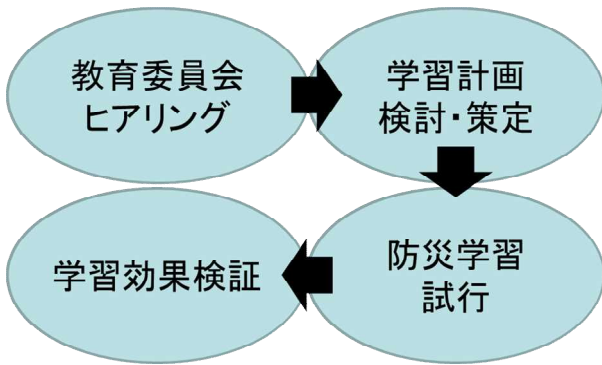 教育委員会
ヒアリング
学習計画
検討・策定
防災学習
試行
学習効果検証